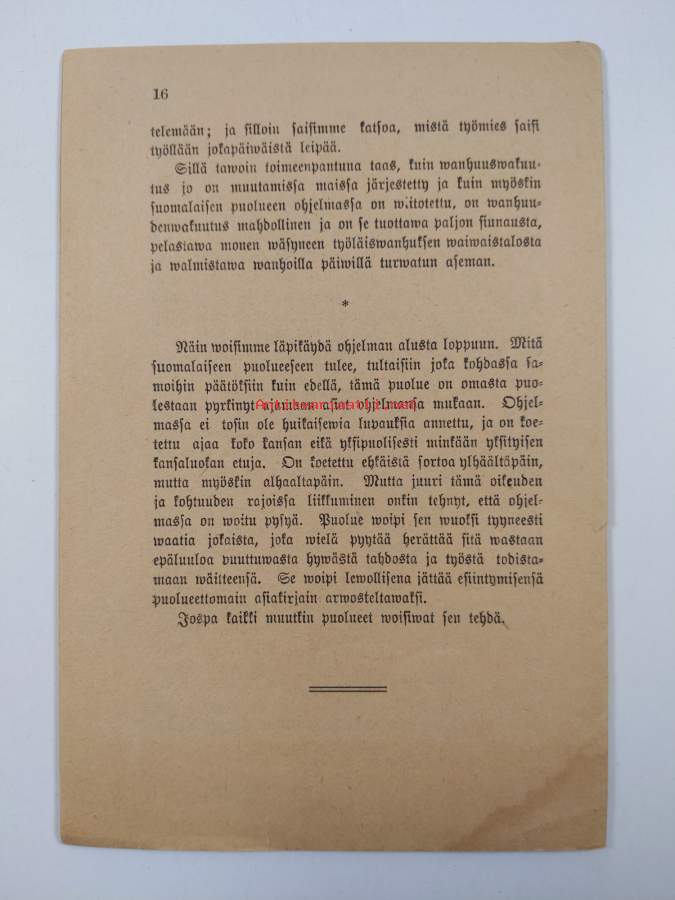 16
telemään; ja silloin saisimme katsoa, mistä työmies saisi
työllään jokapäiwäistä leipää.
Sillä tawoin toimeenpantuna taas, kuin wanhuuswakuu-
tus jo on muutamissa maissa järjestetty ja kuin myöskin
suomalaisen puolueen ohjelmassa on wiitotettu, on wanhuu-
denwakuutus mahdollinen ja on se tuottawa paljon siunausta,
pelastawa monen wäsyneen työläiswanhuksen waiwaistalosta
ja walmistawa wanhoilla päiwillä turwatun aseman.
*
Näin woisimme läpikäydä ohjelman alusta loppuun. Mitä
suomalaiseen puolueeseen tulee, tultaisiin joka kohdassa sa-
moihin päätöksiin kuin edellä, tämä puolue on omasta puo-
lestaan pyrkinyt ajamaan asiat ohjelmassa mukaan. Ohjel-
massa ei tosin ole huikaisewia lupauksia annettu, ja on koe-
tettu ajaa koko kansan eikä yksipuolisesti minkään yksityisen
kansaluokan etuja. On koetettu ehkäistä sortoa ylhäältäpäin,
mutta myöskin alhaaltapäin. Mutta juuri tämä oikeuden
ja kohtuuden rajoissa liikkuminen onkin tehnyt, että ohjel-
massa on woitu pysyä. Puolue woipi sen wuoksi tyyneesti
waatia jokaista, joka wielä pyytää herättää sitä wastaan
epäluuloa puuttuwasta hywästä tahdosta ja työstä todista-
maan wäitteensä. Se woipi lewollisena jättää esiintymisensä
puolueettomain asiakirjain arwosteltawaksi.
Jospa kaikki muutkin puolueet woisiwat sen tehdä.